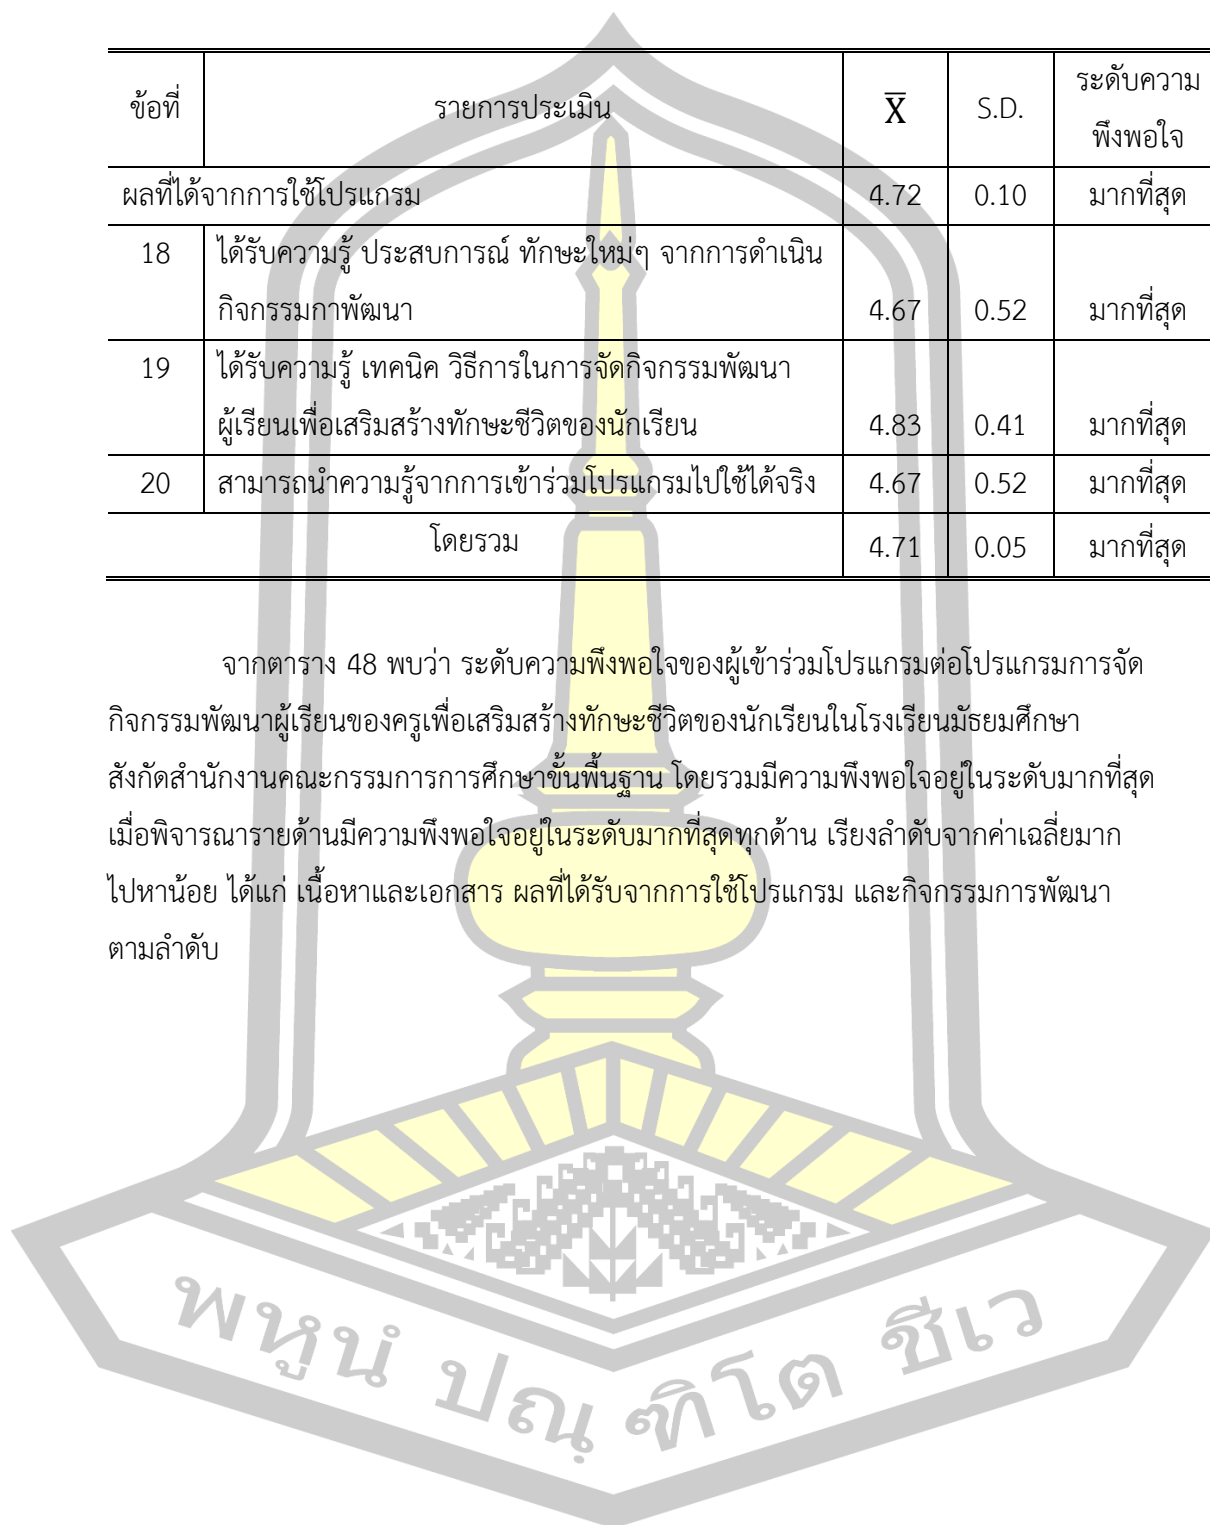 ข้อที่ รายการประเมิน X̅ S.D. ระดับความ
พึงพอใจ
ผลที่ได้จากการใช้โปรแกรม 4.72 0.10 มากที่สุด
18 ได้รับความรู้ ประสบการณ์ ทักษะใหม่ๆ จากการดำเนิน
กิจกรรมกาพัฒนา 4.67 0.52 มากที่สุด
19 ได้รับความรู้ เทคนิค วิธีการในการจัดกิจกรรมพัฒนา
ผู้เรียนเพื่อเสริมสร้างทักษะชีวิตของนักเรียน 4.83 0.41 มากที่สุด
20 สามารถนำความรู้จากการเข้าร่วมโปรแกรมไปใช้ได้จริง 4.67 0.52 มากที่สุด
โดยรวม 4.71 0.05 มากที่สุด
จากตาราง 48 พบว่า ระดับความพึงพอใจของผู้เข้าร่วมโปรแกรมต่อโปรแกรมการจัด
กิจกรรมพัฒนาผู้เรียนของครูเพื่อเสริมสร้างทักษะชีวิตของนักเรียนในโรงเรียนมัธยมศึกษา
สังกัดสำนักงานคณะกรรมการการศึกษาขั้นพื้นฐาน โดยรวมมีความพึงพอใจอยู่ในระดับมากที่สุด
เมื่อพิจารณารายด้านมีความพึงพอใจอยู่ในระดับมากที่สุดทุกด้าน เรียงลำดับจากค่าเฉลี่ยมาก
ไปหาน้อย ได้แก่ เนื้อหาและเอกสาร ผลที่ได้รับจากการใช้โปรแกรม และกิจกรรมการพัฒนา
ตามลำดับ
พหูนํ ปณฺฑิโต ชีเว